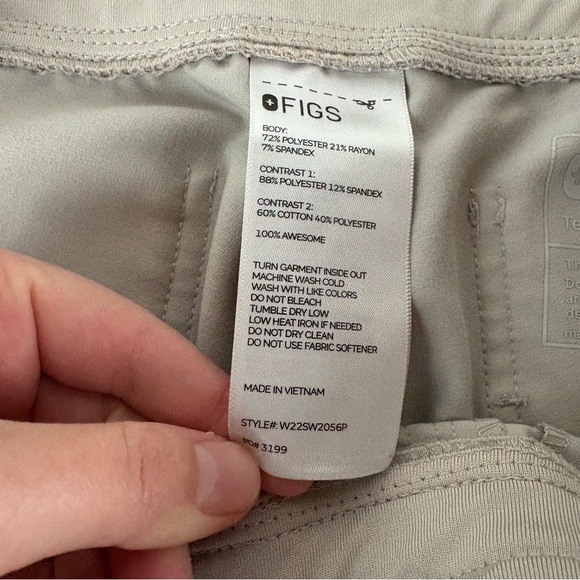 FIGS
BODY:
72% POLYESTER 21% RAYON
7% SPANDEX
CONTRAST 1:
88% POLYESTER 12% SPANDEX
CONTRAST 2:
60% COTTON 40% POLYESTER
100% AWESOME
TURN GARMENT INSIDE OUT
MACHINE WASH COLD
WASH WITH LIKE COLORS
DO NOT BLEACH
TUMBLE DRY LOW
LOW HEAT IRON IF NEEDED
DO NOT DRY CLEAN
DO NOT USE FABRIC SOFTENER
MADE IN VIETNAM
STYLE#: W22SW2056P
PO# 3199